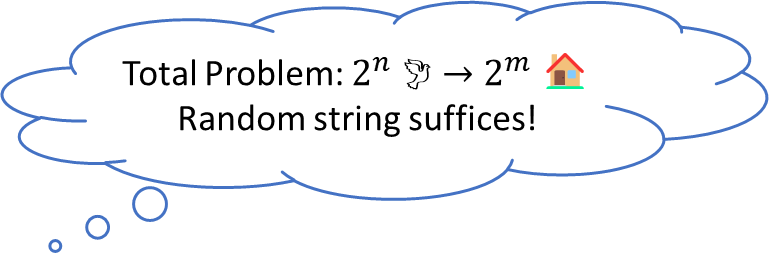 Total Problem: 2ⁿ 🕊 → 2ᵐ 🏠
Random string suffices!